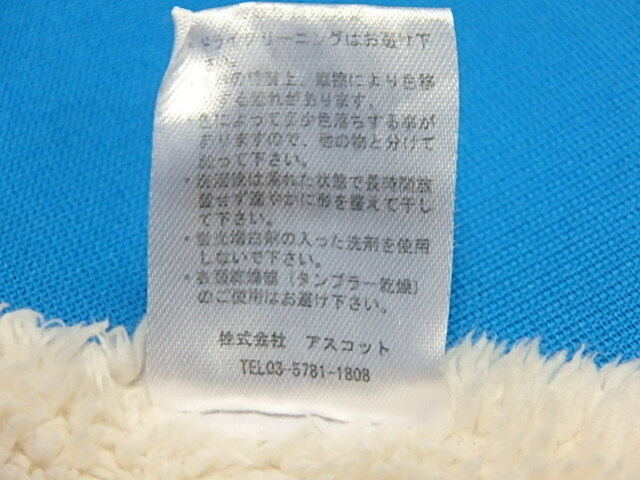 ドライクリーニングはお避け下
さい。
の性質上、摩擦により色移
する恐れがあります。
色によって多少色落ちする事が
ありますので、他の物と分けて
洗って下さい。
・洗濯後は濡れた状態で長時間放
置せず速やかに形を整えて干し
て下さい。
・蛍光増白剤の入った洗剤を使用
しないで下さい。
・衣類乾燥機（タンブラー乾燥）
のご使用はお避け下さい。
株式会社 アスコット
TEL03-5781-1808